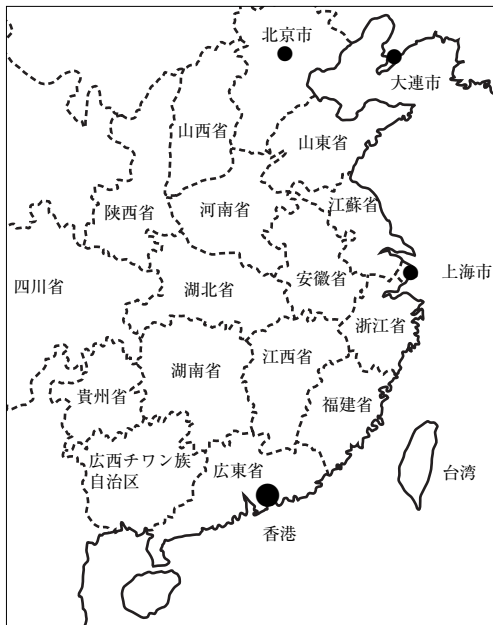 北京市
大連市
山西省
山東省
陝西省
河南省
江蘇省
四川省
湖北省
安徽省
上海市
浙江省
貴州省
湖南省
江西省
福建省
広西チワン族
自治区
広東省
台湾
香港